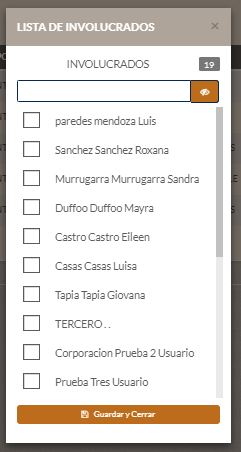 LISTA DE INVOLUCRADOS ×
INVOLUCRADOS 19
paredes mendoza Luis
Sanchez Sanchez Roxana
Murrugarra Murrugarra Sandra
Duffoo Duffoo Mayra
Castro Castro Eileen
Casas Casas Luisa
Tapia Tapia Giovana
TERCERO . .
Corporacion Prueba 2 Usuario
Prueba Tres Usuario
Guardar y Cerrar